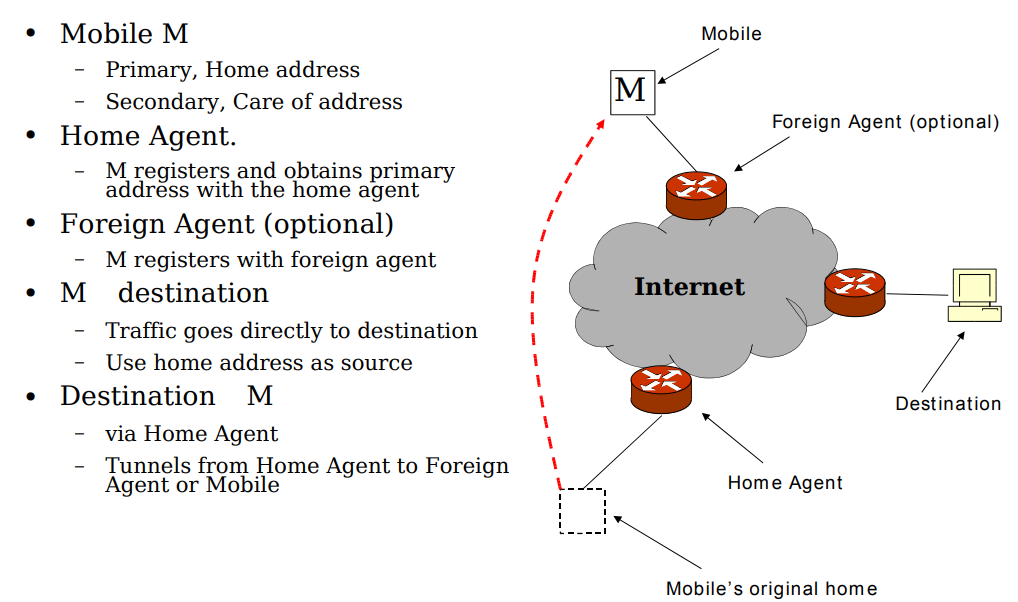 • Mobile M
– Primary, Home address
– Secondary, Care of address
• Home Agent.
– M registers and obtains primary
address with the home agent
• Foreign Agent (optional)
– M registers with foreign agent
• M destination
– Traffic goes directly to destination
– Use home address as source
• Destination M
– via Home Agent
– Tunnels from Home Agent to Foreign
Agent or Mobile
Mobile
M
Foreign Agent (optional)
Internet
Destination
Home Agent
Mobile’s original home